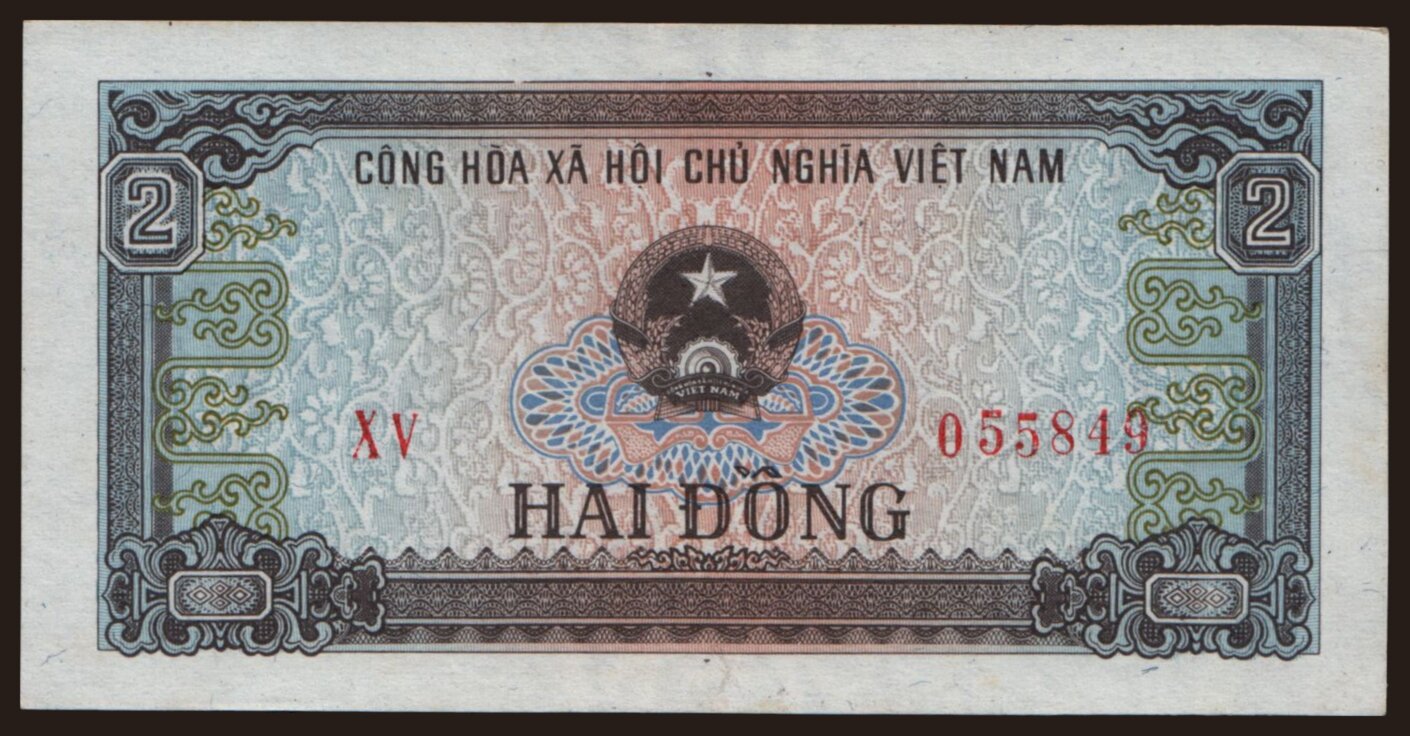 CỘNG HÒA XÃ HỘI CHỦ NGHĨA VIỆT NAM
2 2
VIỆT NAM
XV 055849
HAI ĐỒNG